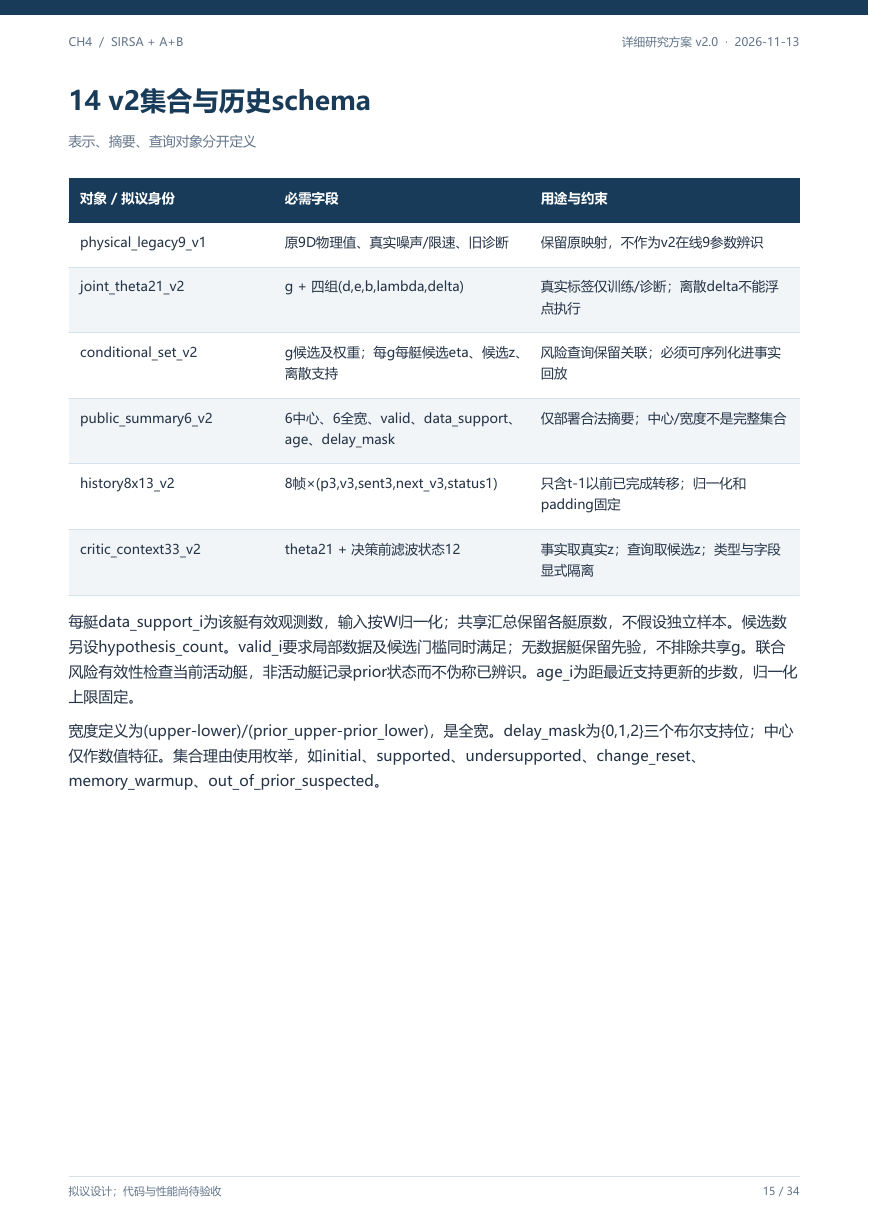 CH4 / SIRSA + A+B
详细研究方案 v2.0 · 2026-11-13
14 v2集合与历史schema
表示、摘要、查询对象分开定义
对象 / 拟议身份
必需字段
用途与约束
physical_legacy9_v1
原9D物理值、真实噪声/限速、旧诊断
保留原映射，不作为v2在线9参数辨识
joint_theta21_v2
g + 四组(d,e,b,lambda,delta)
真实标签仅训练/诊断；离散delta不能浮
点执行
conditional_set_v2
g候选及权重；每g每艇候选eta、候选z、
离散支持
风险查询保留关联；必须可序列化进事实
回放
public_summary6_v2
6中心、6全宽、valid、data_support、
age、delay_mask
仅部署合法摘要；中心/宽度不是完整集合
history8x13_v2
8帧×(p3,v3,sent3,next_v3,status1)
只含t-1以前已完成转移；归一化和
padding固定
critic_context33_v2
theta21 + 决策前滤波状态12
事实取真实z；查询取候选z；类型与字段
显式隔离
每艇data_support_i为该艇有效观测数，输入按W归一化；共享汇总保留各艇原数，不假设独立样本。候选数
另设hypothesis_count。valid_i要求局部数据及候选门槛同时满足；无数据艇保留先验，不排除共享g。联合
风险有效性检查当前活动艇，非活动艇记录prior状态而不伪称已辨识。age_i为距最近支持更新的步数，归一化
上限固定。
宽度定义为(upper-lower)/(prior_upper-prior_lower)，是全宽。delay_mask为{0,1,2}三个布尔支持位；中心
仅作数值特征。集合理由使用枚举，如initial、supported、undersupported、change_reset、
memory_warmup、out_of_prior_suspected。
拟议设计；代码与性能尚待验收
15 / 34